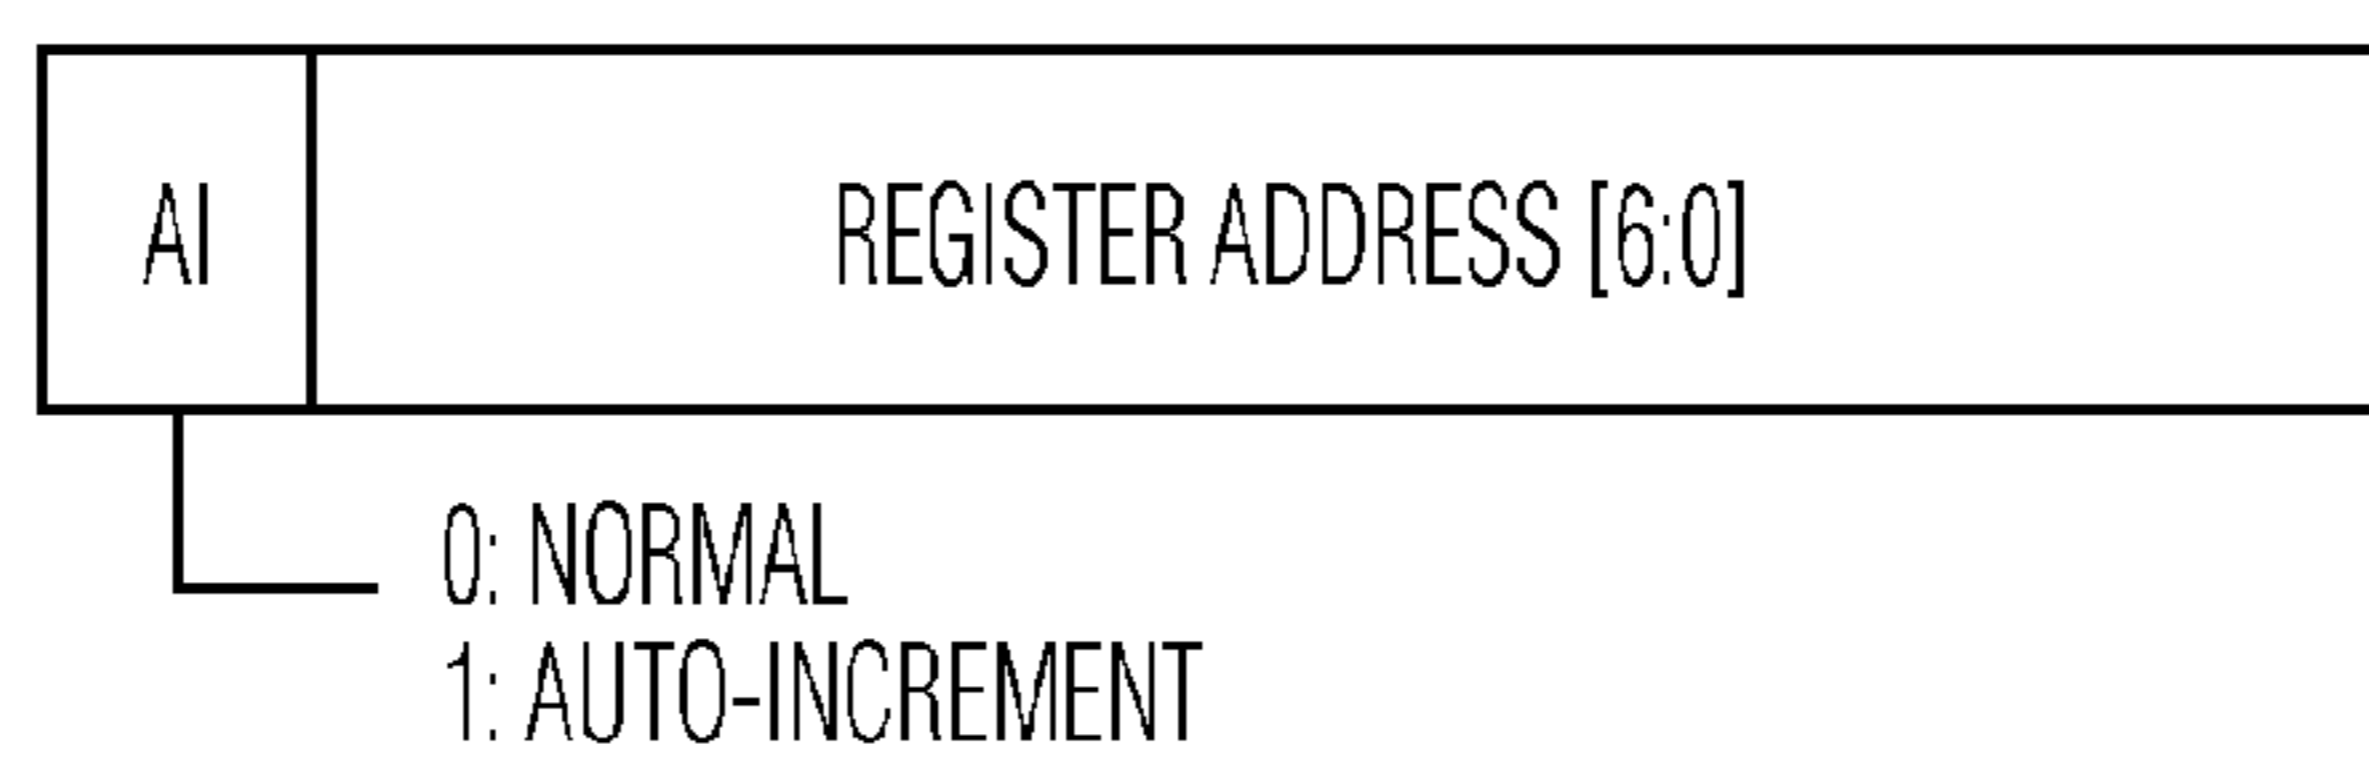 AI REGISTER ADDRESS [6:0]
0: NORMAL
1: AUTO-INCREMENT